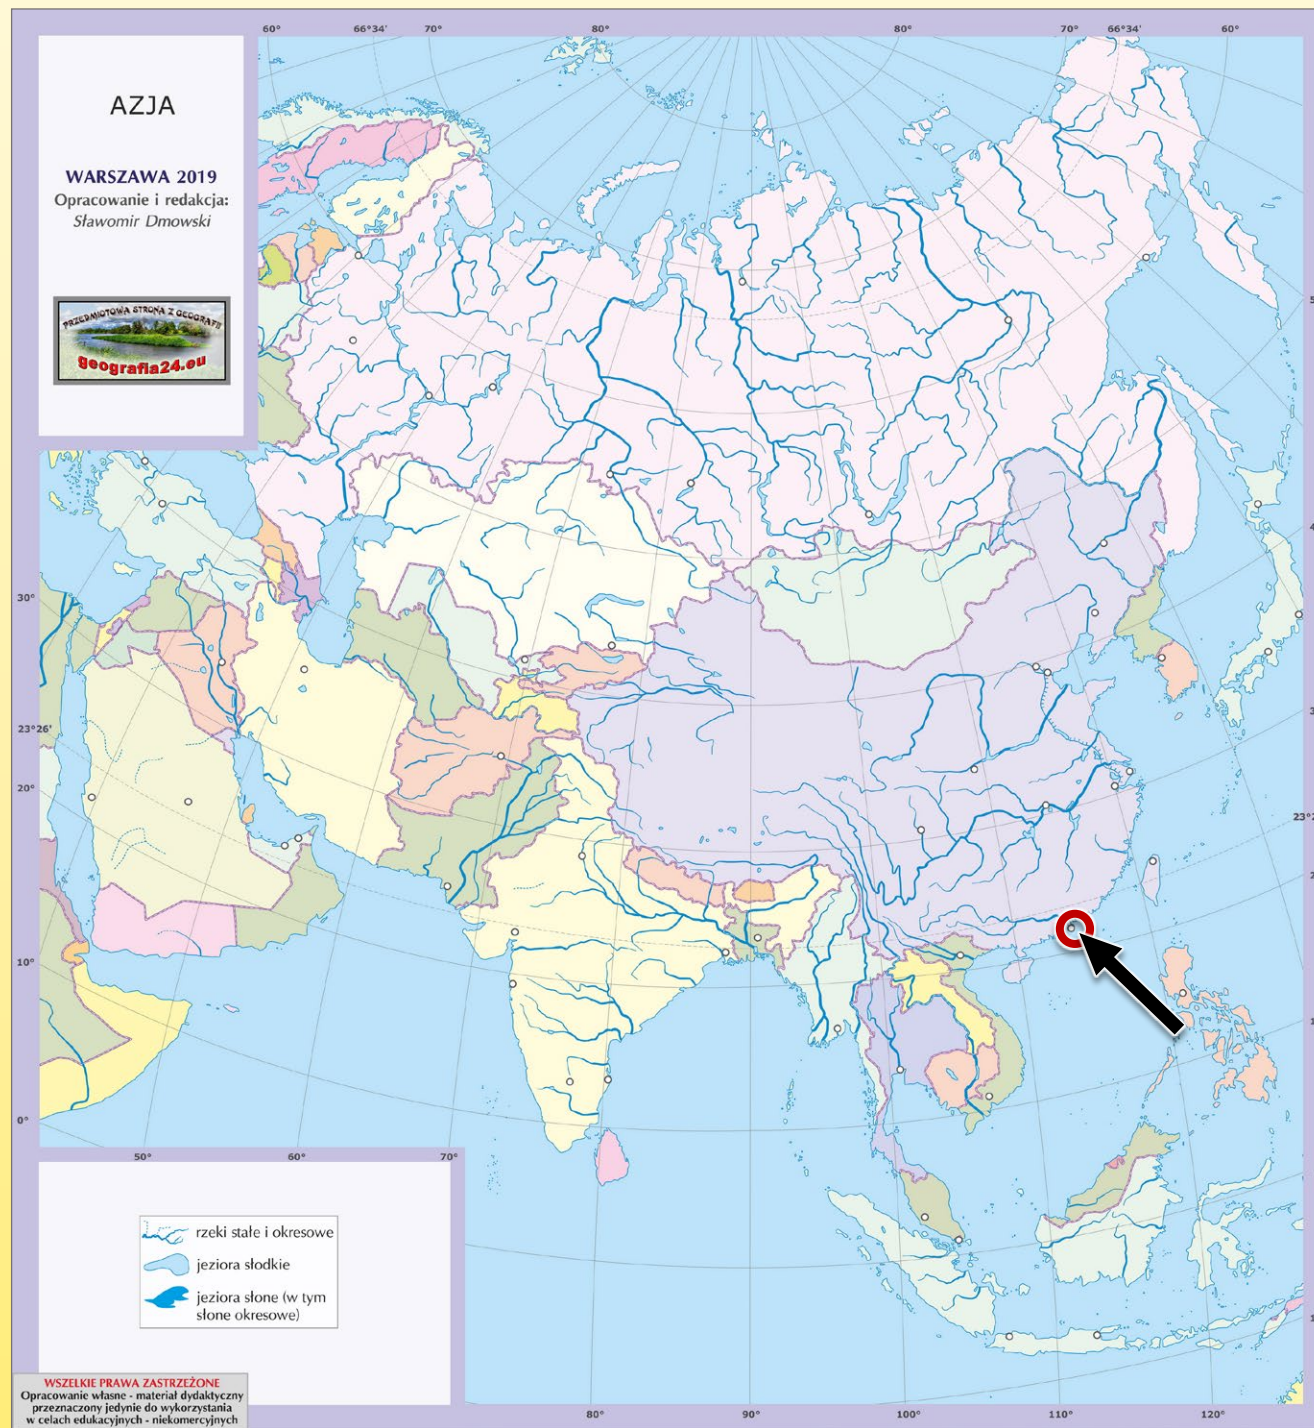 60° 66°34' 70° 80° 80° 70° 66°34' 60°
AZJA
WARSZAWA 2019
Opracowanie i redakcja:
Sławomir Dmowski
PRZEDMIOTOWA STRONA Z GEOGRAFII
geografia24.eu
30°
23°26'
20°
10°
0°
50° 60° 70°
rzeki stałe i okresowe
jeziora słodkie
jeziora słone (w tym
słone okresowe)
80° 90° 100° 110° 120°
WSZELKIE PRAWA ZASTRZEŻONE
Opracowanie własne - materiał dydaktyczny
przeznaczony jedynie do wykorzystania
w celach edukacyjnych - niekomercyjnych